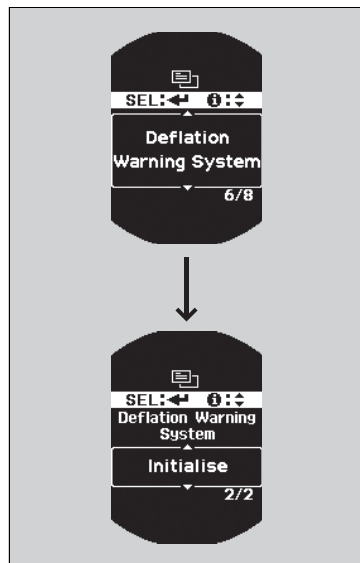 SEL:↵ i:↕
Deflation
Warning System
6/8
SEL:↵ i:↕
Deflation Warning
System
Initialise
2/2